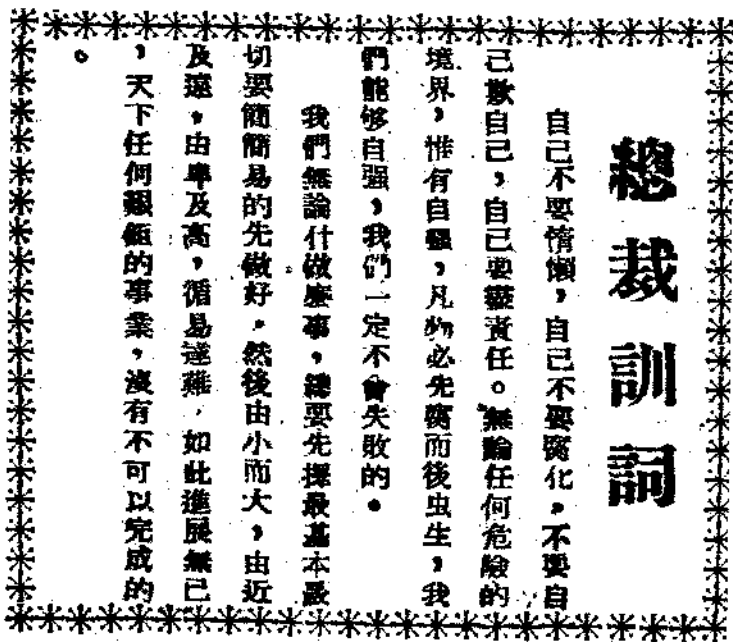 總裁訓詞
自己不要惰懶，自己不要腐化，不要自
己欺自己，自己要盡責任。無論任何危險的
境界，惟有自强，凡物必先腐而後虫生，我
們能够自强，我們一定不會失敗的。
我們無論什做麼事，總要先擇最基本最
切要簡簡易的先做好，然後由小而大，由近
及遠，由卑及高，循易達難，如此進展無已
，天下任何艱鉅的事業，沒有不可以完成的
。